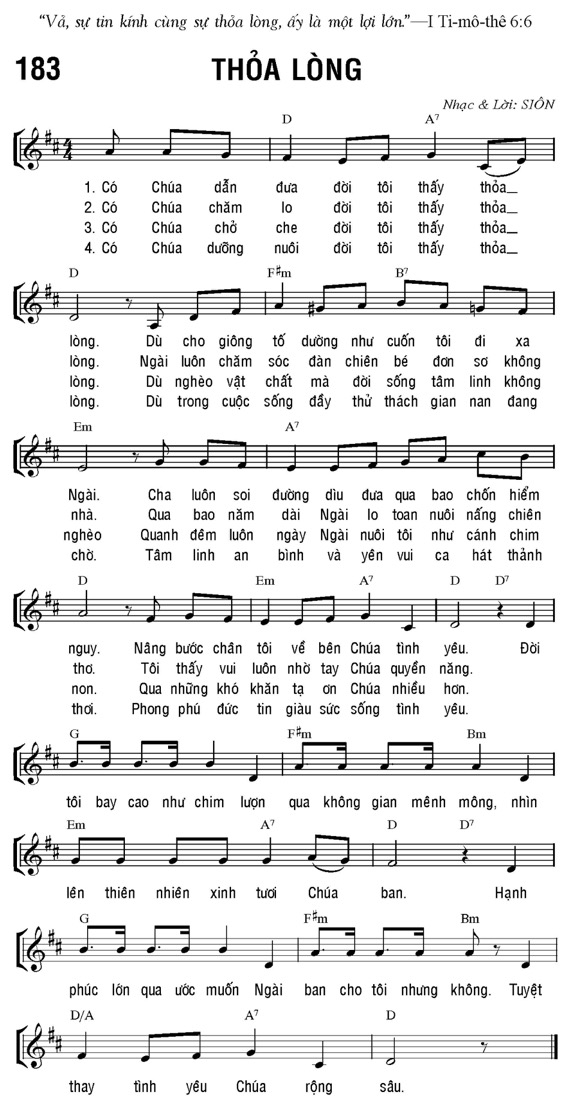 “Vả, sự tin kính cùng sự thỏa lòng, ấy là một lợi lớn.”—I Ti-mô-thê 6:6
183 THỎA LÒNG
Nhạc & Lời: SIÔN
D A7
1. Có Chúa dẫn đưa đời tôi thấy thỏa
2. Có Chúa chăm lo đời tôi thấy thỏa
3. Có Chúa chở che đời tôi thấy thỏa
4. Có Chúa dưỡng nuôi đời tôi thấy thỏa
D F#m B7
lòng. Dù cho giông tố dường như cuốn tôi đi xa
lòng. Ngài luôn chăm sóc đàn chiên bé đơn sơ không
lòng. Dù nghèo vật chất mà đời sống tâm linh không
lòng. Dù trong cuộc sống đầy thử thách gian nan đang
Em A7
Ngài. Cha luôn soi đường dìu đưa qua bao chốn hiểm
nhà. Qua bao năm dài Ngài lo toan nuôi nấng chiên
nghèo Quanh đêm luôn ngày Ngài nuôi tôi như cánh chim
chờ. Tâm linh an bình và yên vui ca hát thảnh
D Em A7 D D7
nguy. Nâng bước chân tôi về bên Chúa tình yêu. Đời
thơ. Tôi thấy vui luôn nhờ tay Chúa quyền năng.
non. Qua những khó khăn tạ ơn Chúa nhiều hơn.
thơi. Phong phú đức tin giàu sức sống tình yêu.
G F#m Bm
tôi bay cao như chim lượn qua không gian mênh mông, nhìn
Em A7 D D7
lên thiên nhiên xinh tươi Chúa ban. Hạnh
G F#m Bm
phúc lớn qua ước muốn Ngài ban cho tôi nhưng không. Tuyệt
D/A A7 D
thay tình yêu Chúa rộng sâu.